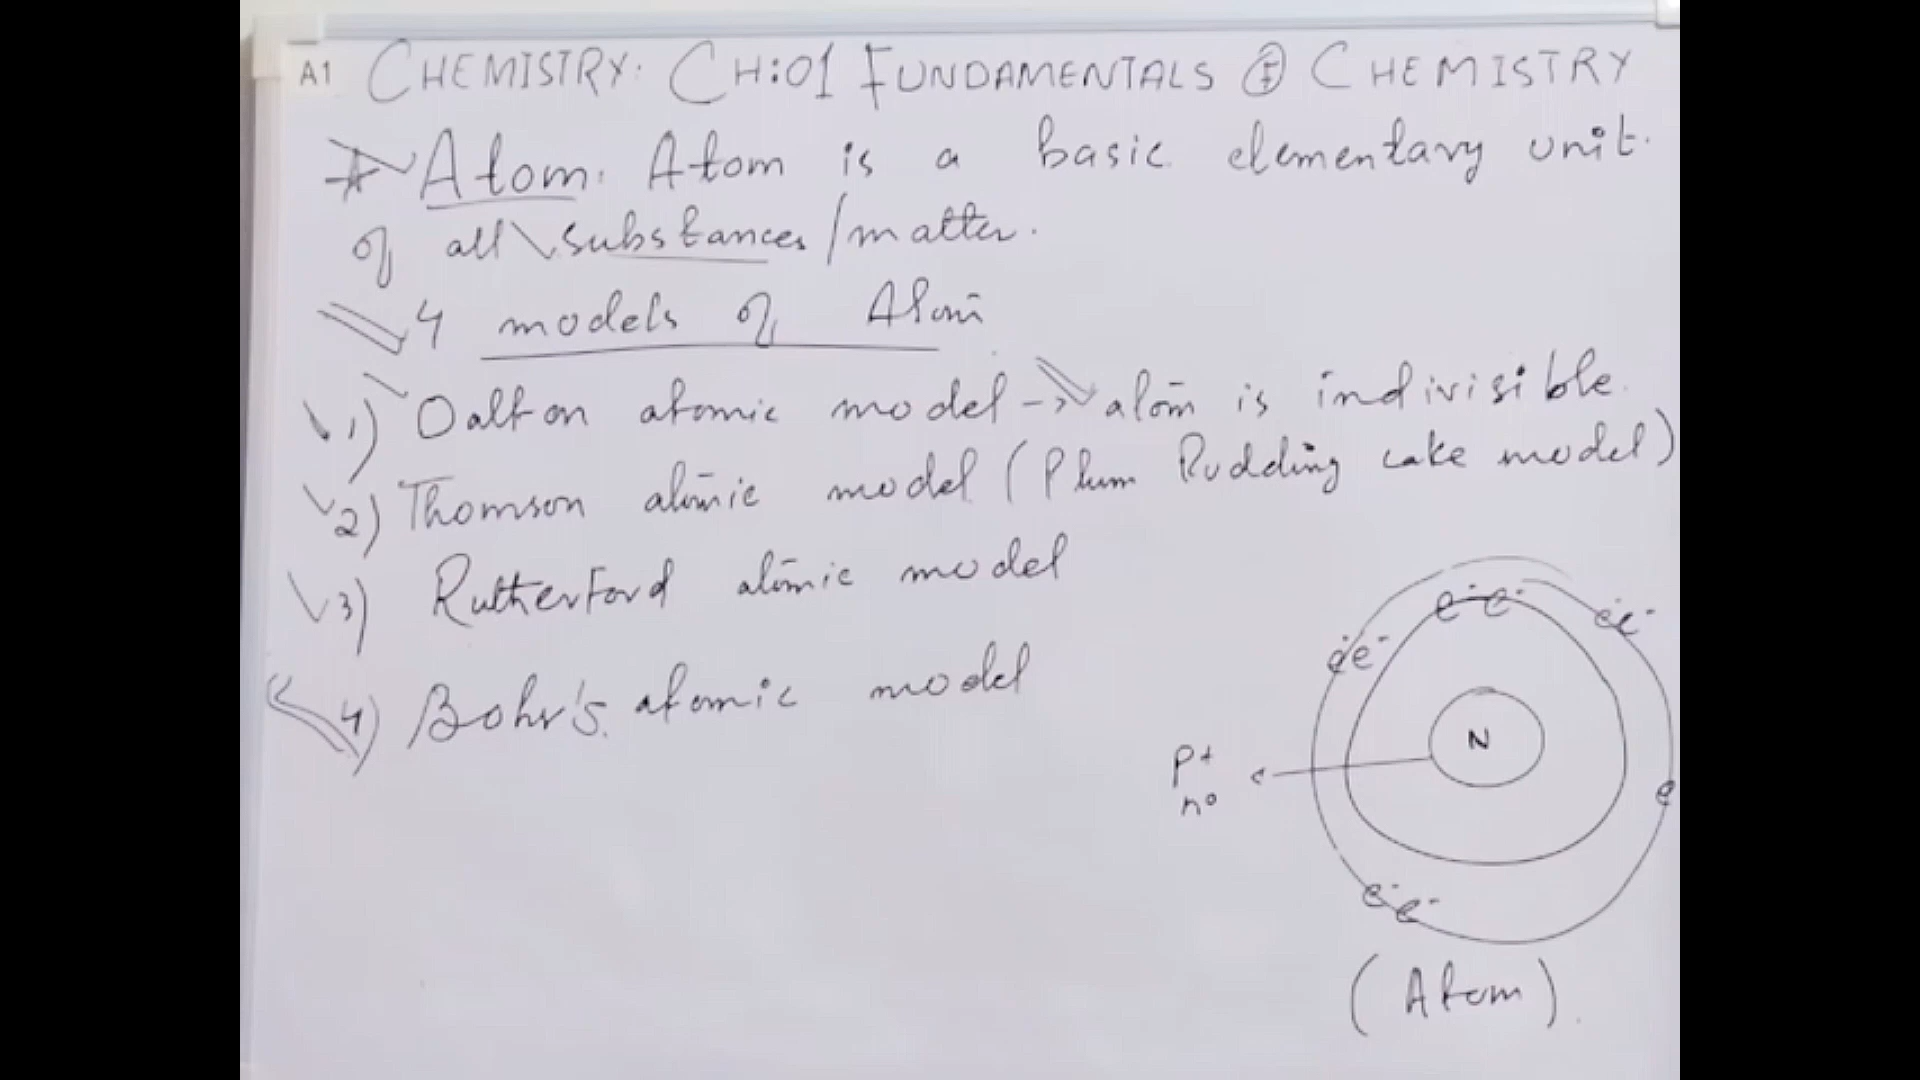 A1 CHEMISTRY: CH:01 FUNDAMENTALS OF CHEMISTRY
Atom. Atom is a basic elementary unit.
of all substances/matter.
4 models of Atom
1) Dalton atomic model -> atom is indivisible.
2) Thomson atomic model (Plum Pudding cake model)
3) Rutherford atomic model
4) Bohr's atomic model
e⁻ e⁻
e⁻e⁻
e⁻e⁻
N
p+
n°
e
e⁻e⁻
(Atom).